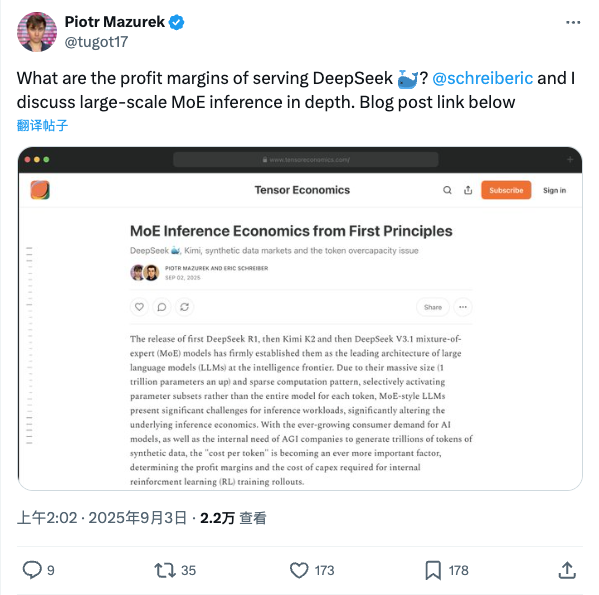 Piotr Mazurek
@tugot17
What are the profit margins of serving DeepSeek 🐳? @schreiberic and I
discuss large-scale MoE inference in depth. Blog post link below
翻译帖子
www.tensoreconomics.com/
Tensor Economics
Subscribe
Sign in
MoE Inference Economics from First Principles
DeepSeek 🐳, Kimi, synthetic data markets and the token overcapacity issue
PIOTR MAZUREK AND ERIC SCHREIBER
SEP 02, 2025
Share
The release of first DeepSeek R1, then Kimi K2 and then DeepSeek V3.1 mixture-of-
expert (MoE) models has firmly established them as the leading architecture of large
language models (LLMs) at the intelligence frontier. Due to their massive size (1
trillion parameters an up) and sparse computation pattern, selectively activating
parameter subsets rather than the entire model for each token, MoE-style LLMs
present significant challenges for inference workloads, significantly altering the
underlying inference economics. With the ever-growing consumer demand for AI
models, as well as the internal need of AGI companies to generate trillions of tokens of
synthetic data, the "cost per token" is becoming an ever more important factor,
determining the profit margins and the cost of capex required for internal
reinforcment learning (RL) training rollouts.
上午2:02 · 2025年9月3日 · 2.2万 查看
9
35
173
178